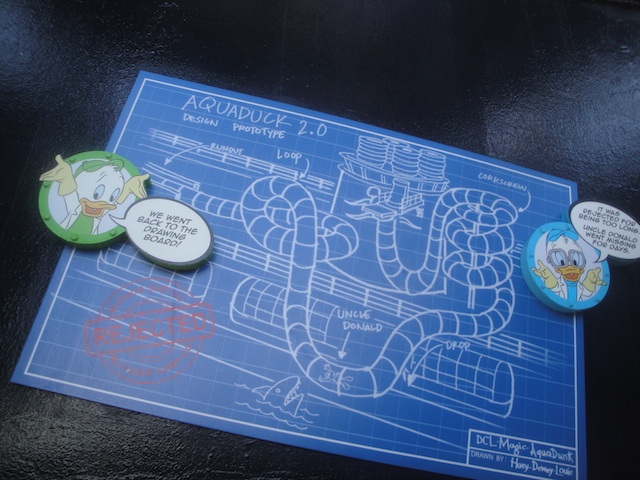 AQUADUCK 2.0
DESIGN PROTOTYPE
RUNOUT
LOOP
CORKSCREW
WE WENT
BACK TO THE
DRAWING
BOARD!
IT WAS
REJECTED FOR
BEING TOO LONG.
UNCLE DONALD
WENT MISSING
FOR DAYS.
REJECTED
UNCLE
DONALD
DROP
DCL-Magic-AquaDunk
DRAWN BY: Huey-Dewey-Louie